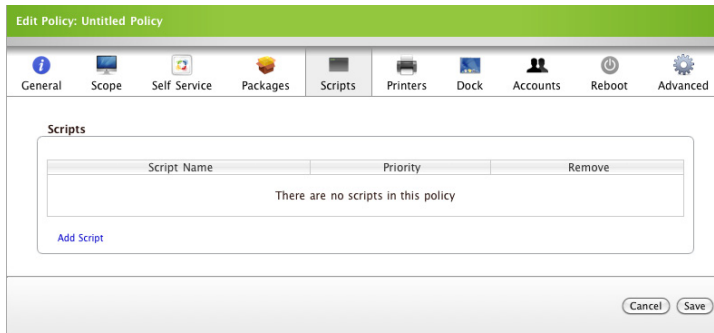 Edit Policy: Untitled Policy
General Scope Self Service Packages Scripts Printers Dock Accounts Reboot Advanced
Scripts
Script Name Priority Remove
There are no scripts in this policy
Add Script
Cancel Save